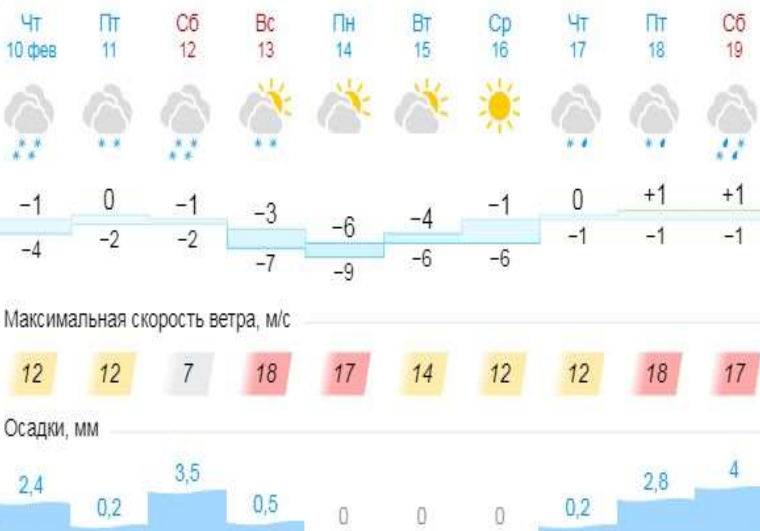 Чт Пт Сб Вс Пн Вт Ср Чт Пт Сб
10 фев 11 12 13 14 15 16 17 18 19
−1 0 −1 −3 −6 −4 −1 0 +1 +1
−4 −2 −2 −7 −9 −6 −6 −1 −1 −1
Максимальная скорость ветра, м/с
12 12 7 18 17 14 12 12 18 17
Осадки, мм
2,4 0,2 3,5 0,5 0 0 0 0,2 2,8 4